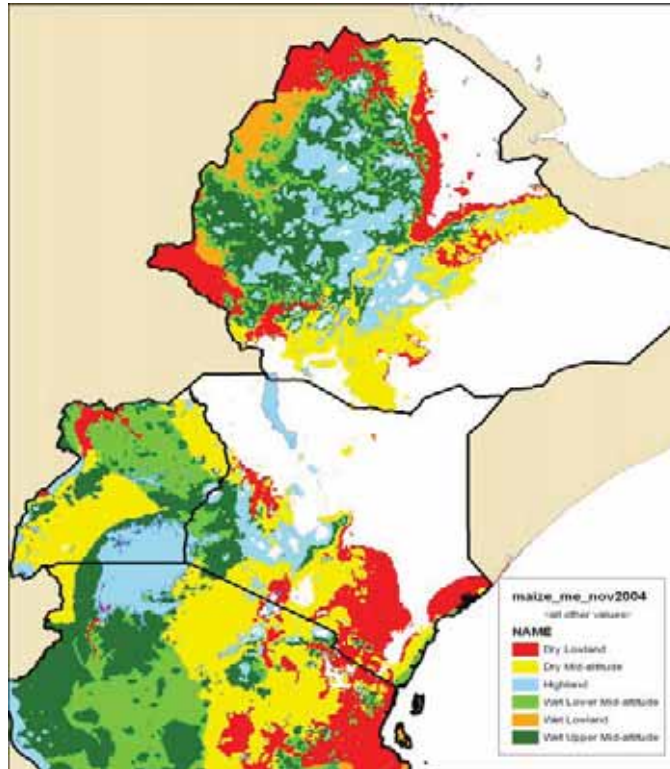 maize_me_nov2004
<all other values>
NAME
Dry Lowland
Dry Mid-altitude
Highland
Wet Lower Mid-altitude
Wet Lowland
Wet Upper Mid-altitude